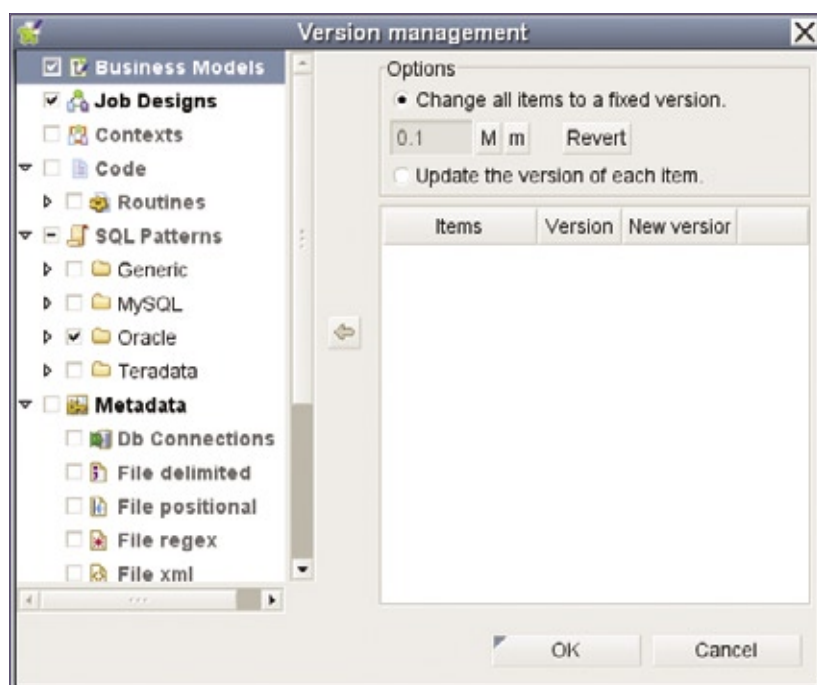 Version management
Business Models
Job Designs
Contexts
Code
Routines
SQL Patterns
Generic
MySQL
Oracle
Teradata
Metadata
Db Connections
File delimited
File positional
File regex
File xml
Options
Change all items to a fixed version.
0.1 M m Revert
Update the version of each item.
Items Version New versior
OK Cancel